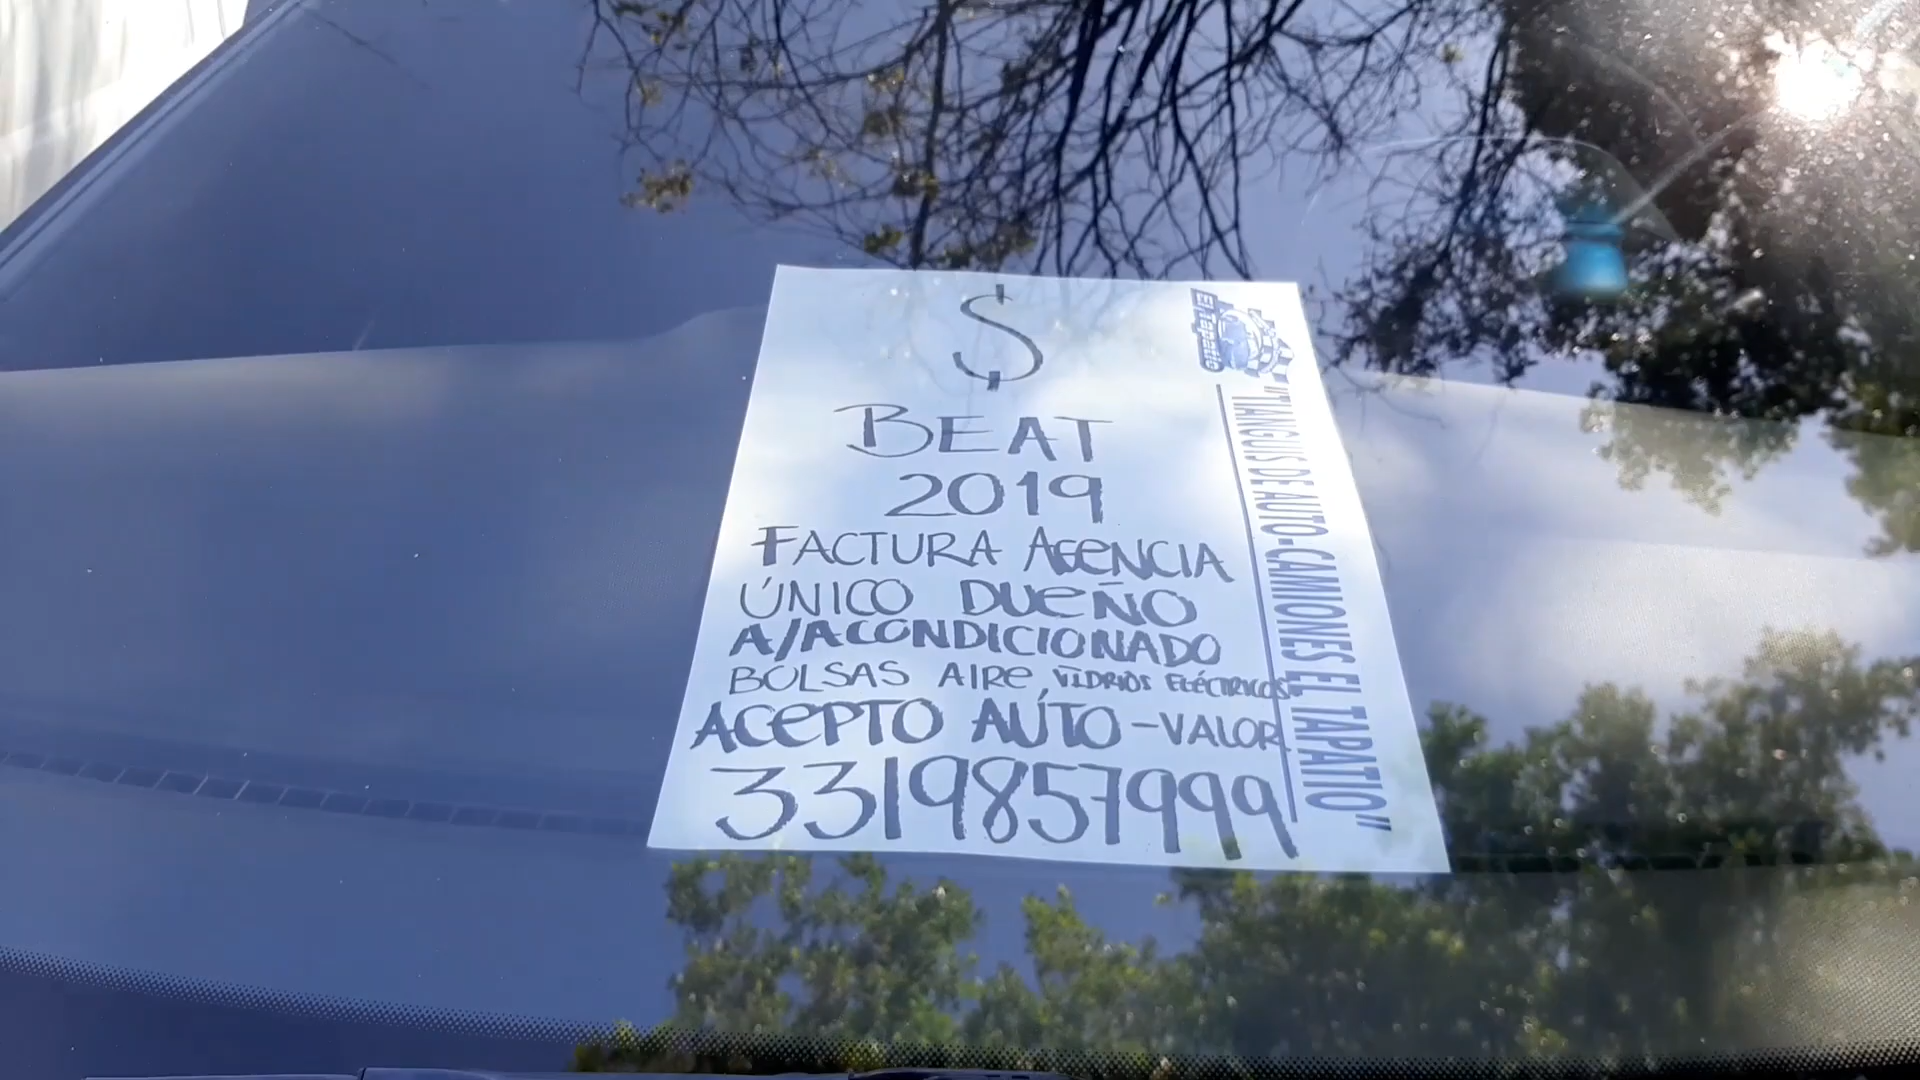 $
BEAT
2019
FACTURA AGENCIA
ÚNICO DUEÑO
A/ACONDICIONADO
BOLSAS AIRE, VIDRIOS ELÉCTRICOS
ACEPTO AUTO-VALOR
3319857999
El Tapatio
"TIANGUIS DE AUTO-CAMIONES EL TAPATIO"